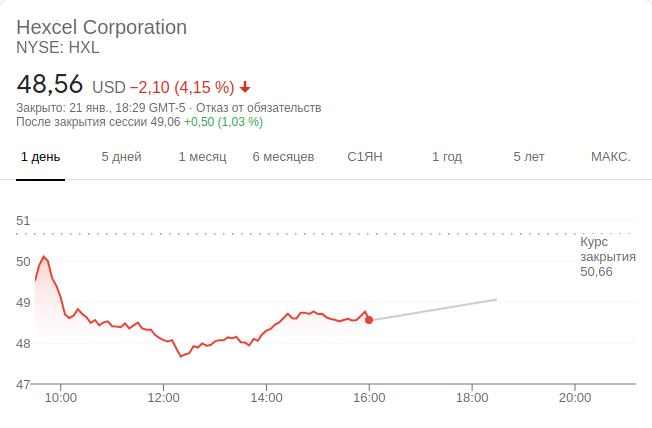 Hexcel Corporation
NYSE: HXL
48,56 USD −2,10 (4,15 %)
Закрыто: 21 янв., 18:29 GMT-5 · Отказ от обязательств
После закрытия сессии 49,06 +0,50 (1,03 %)
1 день 5 дней 1 месяц 6 месяцев С1ЯН 1 год 5 лет МАКС.
51
Курс
закрытия
50,66
50
49
48
47
10:00 12:00 14:00 16:00 18:00 20:00